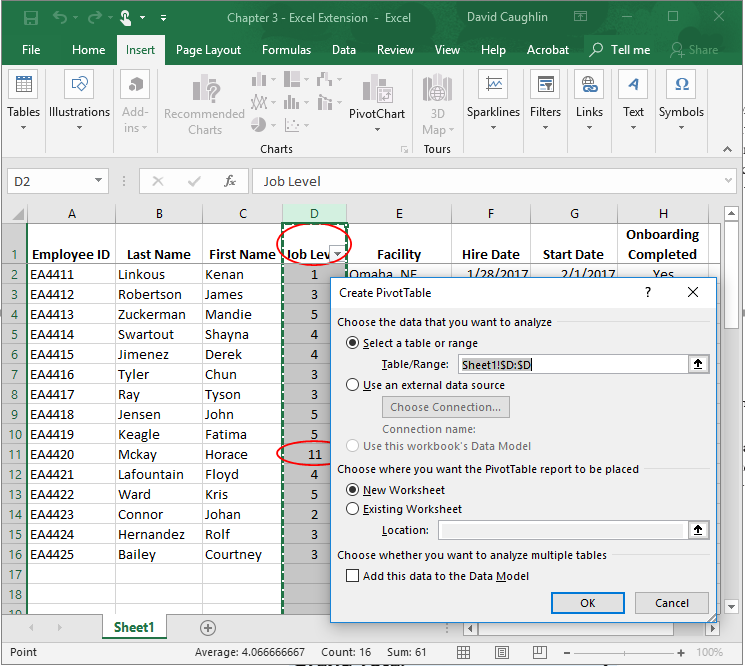 Chapter 3 - Excel Extension - Excel
David Caughlin
File Home Insert Page Layout Formulas Data Review View Help Acrobat Tell me Share
Tables
Illustrations
Add-
ins
Recommended
Charts
PivotChart
3D
Map
Sparklines
Filters
Links
Text
Symbols
Charts
Tours
D2
fx
Job Level
A B C D E F G H
Onboarding
1 Employee ID Last Name First Name Job Lev Facility Hire Date Start Date Completed
2 EA4411 Linkous Kenan 1 Omaha, NE 1/28/2017 2/1/2017 Yes
3 EA4412 Robertson James 3
4 EA4413 Zuckerman Mandie 5
5 EA4414 Swartout Shayna 4
6 EA4415 Jimenez Derek 4
7 EA4416 Tyler Chun 3
8 EA4417 Ray Tyson 3
9 EA4418 Jensen John 5
10 EA4419 Keagle Fatima 5
11 EA4420 Mckay Horace 11
12 EA4421 Lafountain Floyd 4
13 EA4422 Ward Kris 5
14 EA4423 Connor Johan 2
15 EA4424 Hernandez Rolf 3
16 EA4425 Bailey Courtney 3
17
18
Create PivotTable ?
Choose the data that you want to analyze
Select a table or range
Table/Range: Sheet1!$D:$D
Use an external data source
Choose Connection...
Connection name:
Use this workbook's Data Model
Choose where you want the PivotTable report to be placed
New Worksheet
Existing Worksheet
Location:
Choose whether you want to analyze multiple tables
Add this data to the Data Model
OK Cancel
Sheet1
Point Average: 4.066666667 Count: 16 Sum: 61 100%